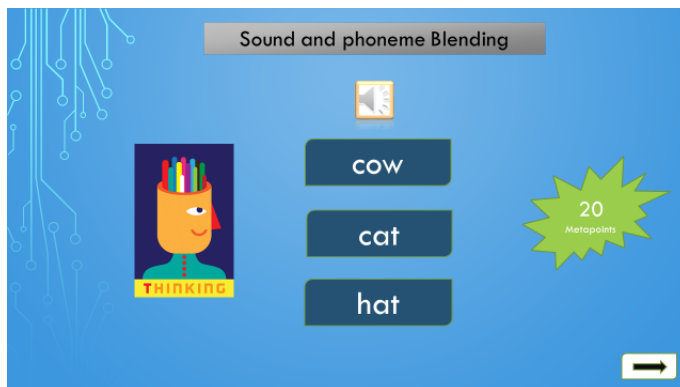 Sound and phoneme Blending
cow
cat
hat
THINKING
20
Metapoints